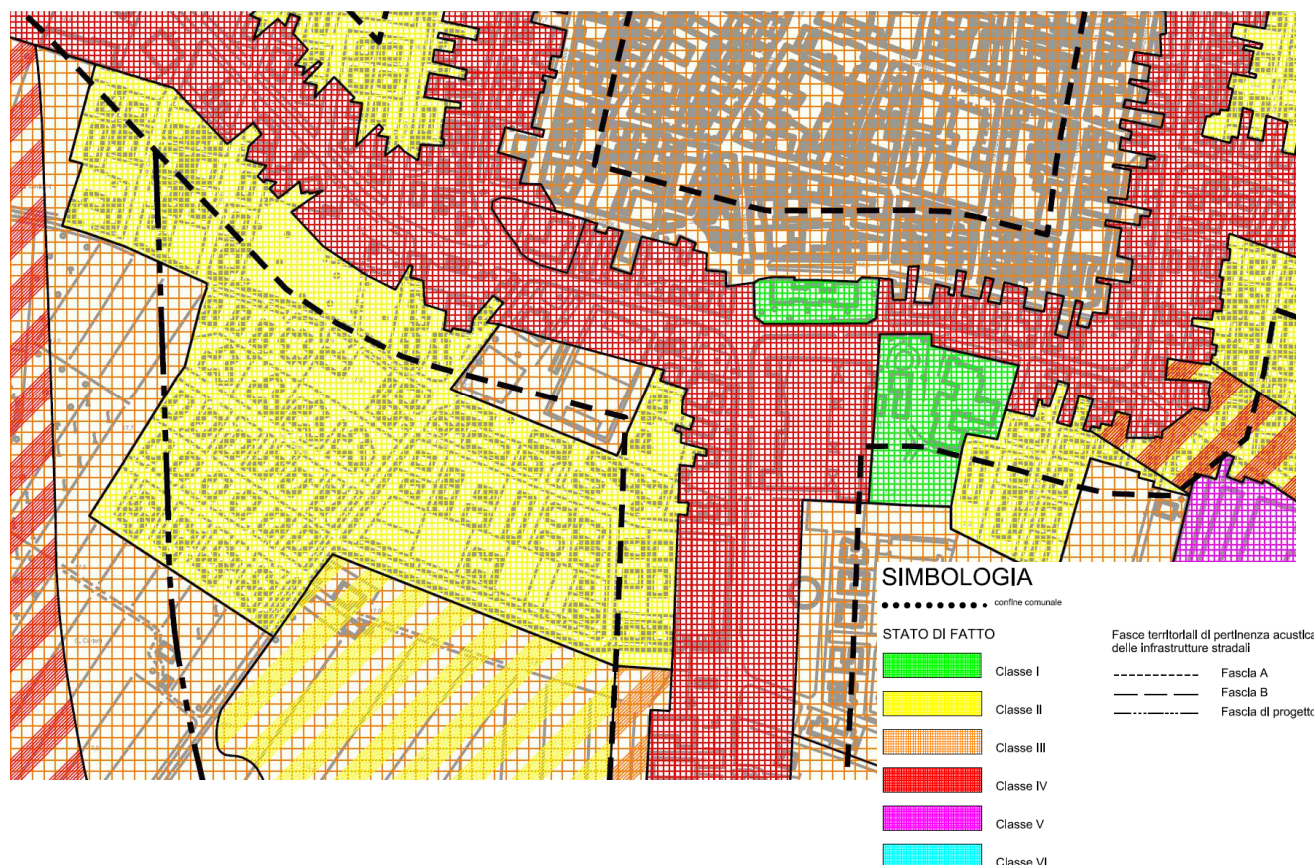 SIMBOLOGIA
confine comunale
STATO DI FATTO
Classe I
Classe II
Classe III
Classe IV
Classe V
Classe VI
Fasce territoriali di pertinenza acustica
delle infrastrutture stradali
Fascia A
Fascia B
Fascia di progetto